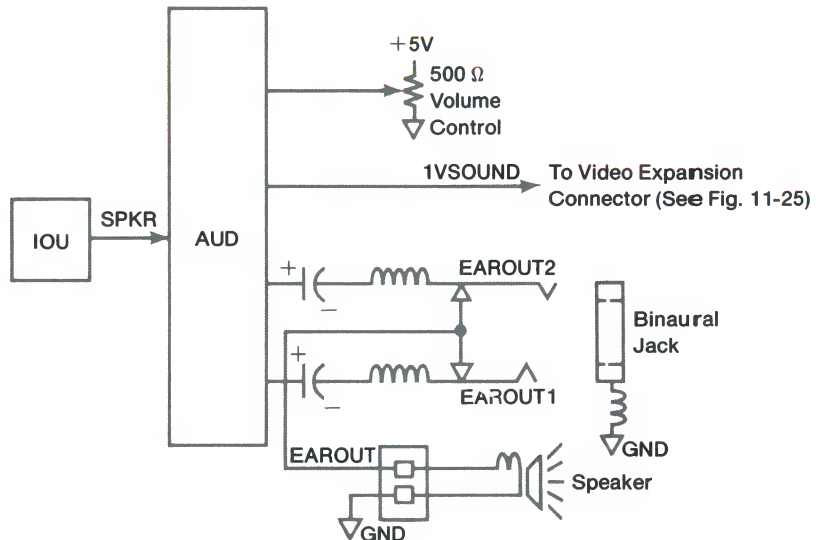 +5V
500 Ω
Volume
Control
1VSOUND
To Video Expansion
Connector (See Fig. 11-25)
SPKR
IOU
AUD
+
EAROUT2
−
Binaural
Jack
+
−
EAROUT1
GND
EAROUT
Speaker
GND